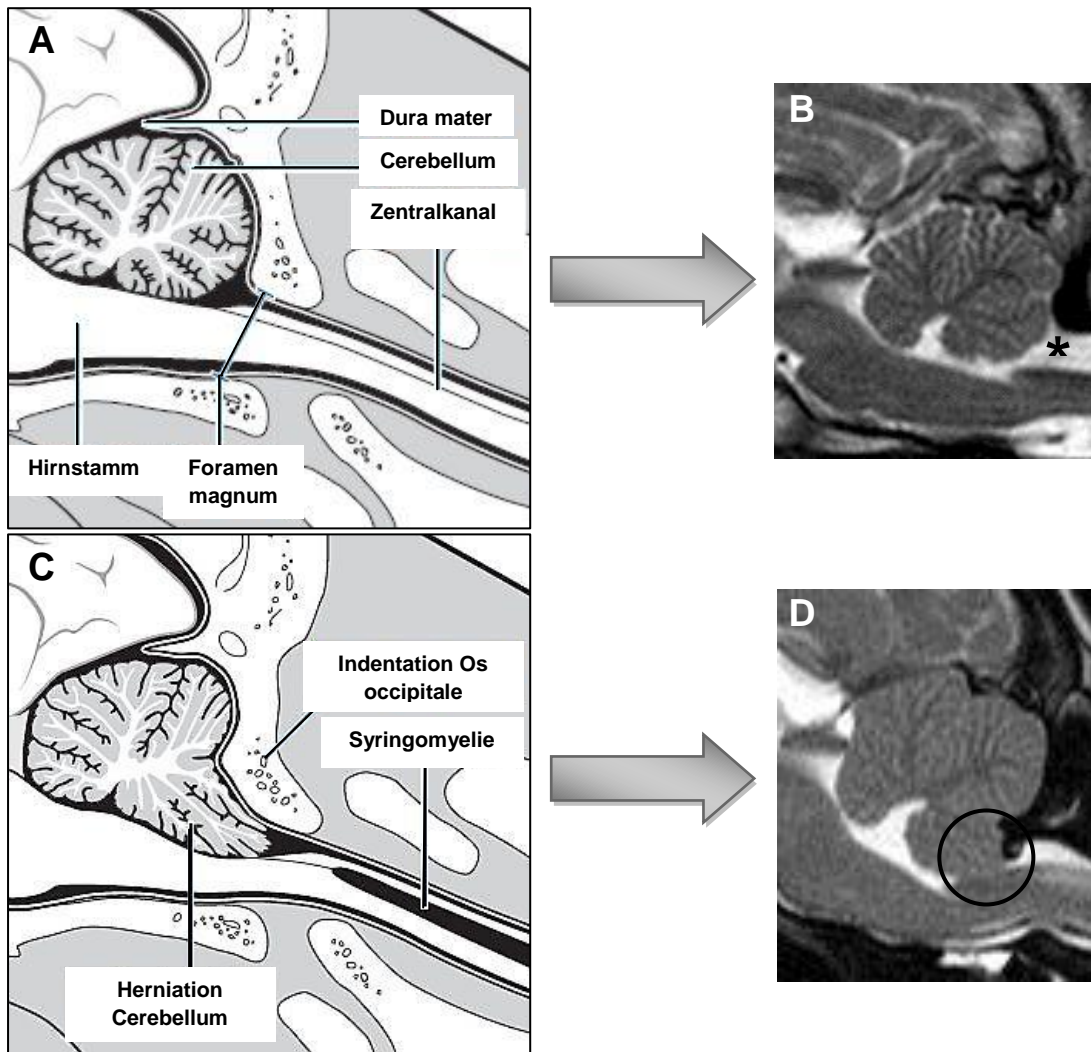 A
Dura mater
Cerebellum
Zentralkanal
Hirnstamm
Foramen
magnum
B
*
C
Indentation Os
occipitale
Syringomyelie
Herniation
Cerebellum
D